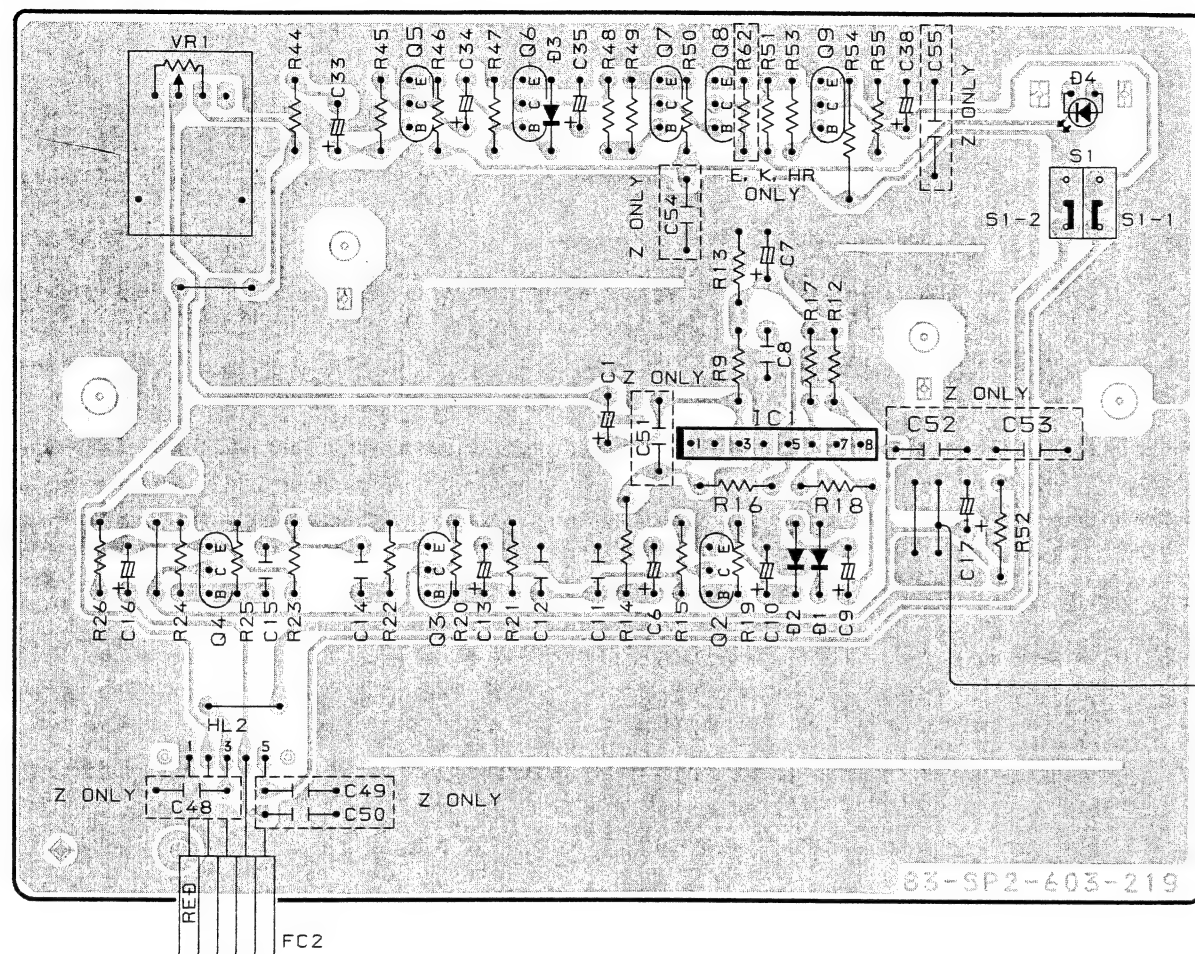 VR1
R44
C33
R45
Q5
R46
C34
R47
Q6
D3
C35
R48
R49
Q7
R50
Q8
R62
R51
R53
Q9
R54
R55
C38
C55
Z ONLY
D4
B C E
B C E
B C E
B C E
B C E
E, K, HR
ONLY
Z ONLY
C54
S1
S1-2
S1-1
R13
C7
R17
R12
R9
C8
C1
Z ONLY
C51
IC1
1 3 5 7 8
Z ONLY
C52
C53
R16
R18
C17
R52
B C E
B C E
B C E
R26
C16
R24
Q4
R25
C15
R23
C14
R22
Q3
R20
C13
R21
C12
C11
R14
C6
R15
Q2
R19
C10
D2
D1
C9
HL2
1 3 5
Z ONLY
C48
C49
C50
Z ONLY
RED
FC2
83-SP2-603-219